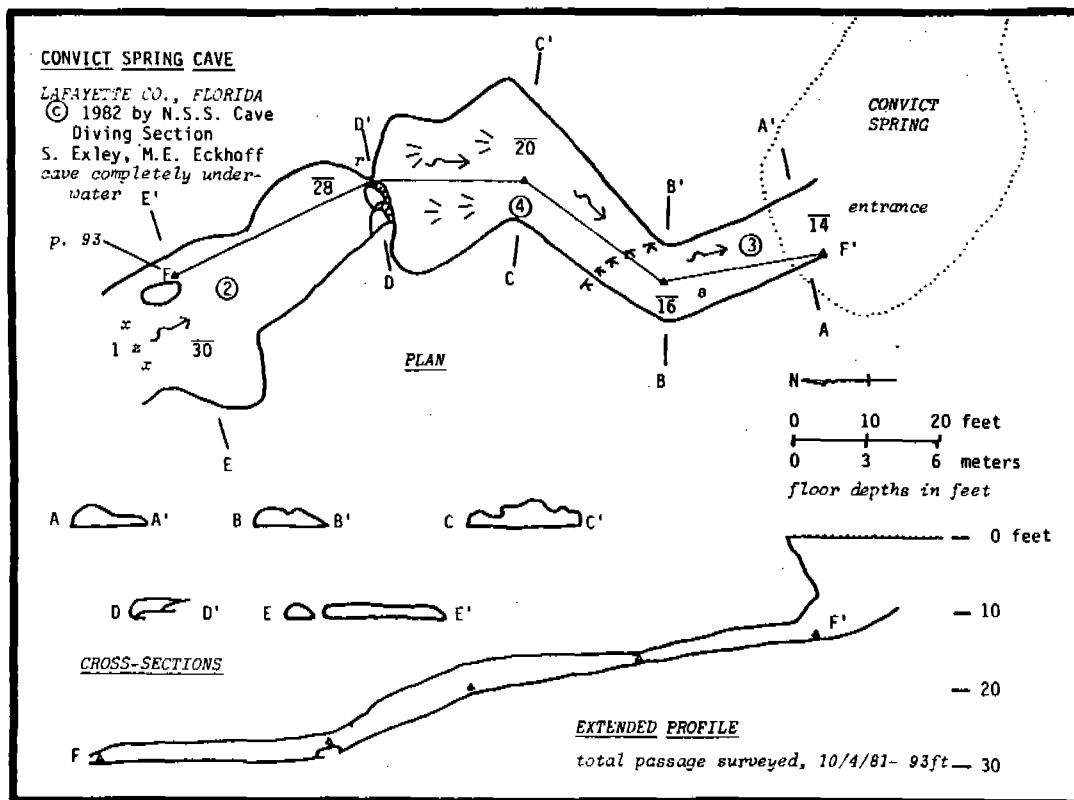 CONVICT SPRING CAVE
LAFAYETTE CO., FLORIDA
© 1982 by N.S.S. Cave
Diving Section
S. Exley, M.E. Eckhoff
cave completely under-
water
C'
D'
r
E'
28
20
A'
CONVICT
SPRING
B'
p. 93
F
2
4
3
14
entrance
F'
x
1 z
x
30
D
C
16
s
A
PLAN
B
E
N
0 10 20 feet
0 3 6 meters
floor depths in feet
A A'
B B'
C C'
0 feet
D D'
E E'
10
F'
CROSS-SECTIONS
20
EXTENDED PROFILE
F
total passage surveyed, 10/4/81- 93ft
30